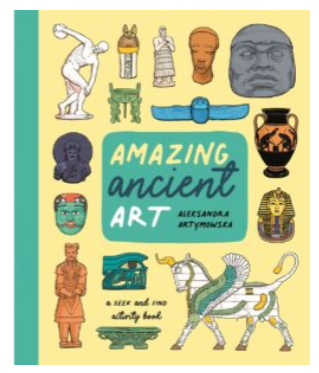 AMAZING
ancient
ART
ALEKSANDRA
ARTYMOWSKA
a SEEK and FIND
activity book